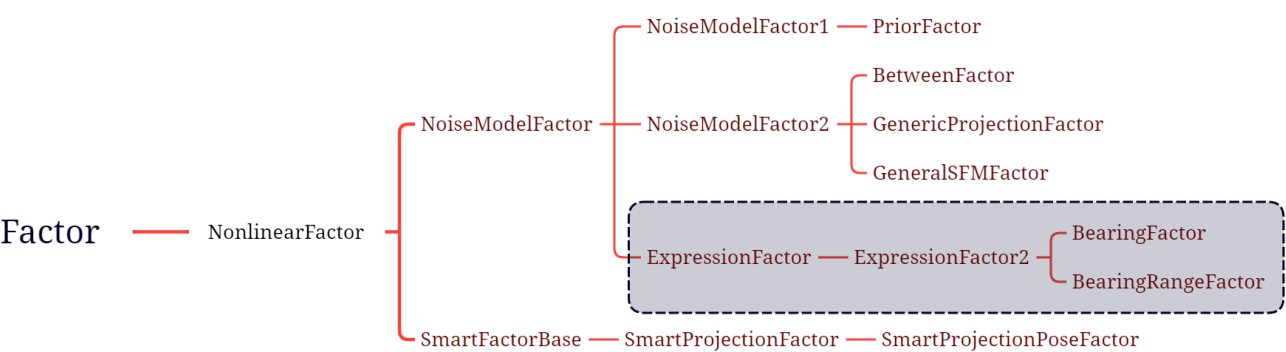 Factor
NonlinearFactor
NoiseModelFactor
NoiseModelFactor1
PriorFactor
NoiseModelFactor2
BetweenFactor
GenericProjectionFactor
GeneralSFMFactor
ExpressionFactor
ExpressionFactor2
BearingFactor
BearingRangeFactor
SmartFactorBase
SmartProjectionFactor
SmartProjectionPoseFactor